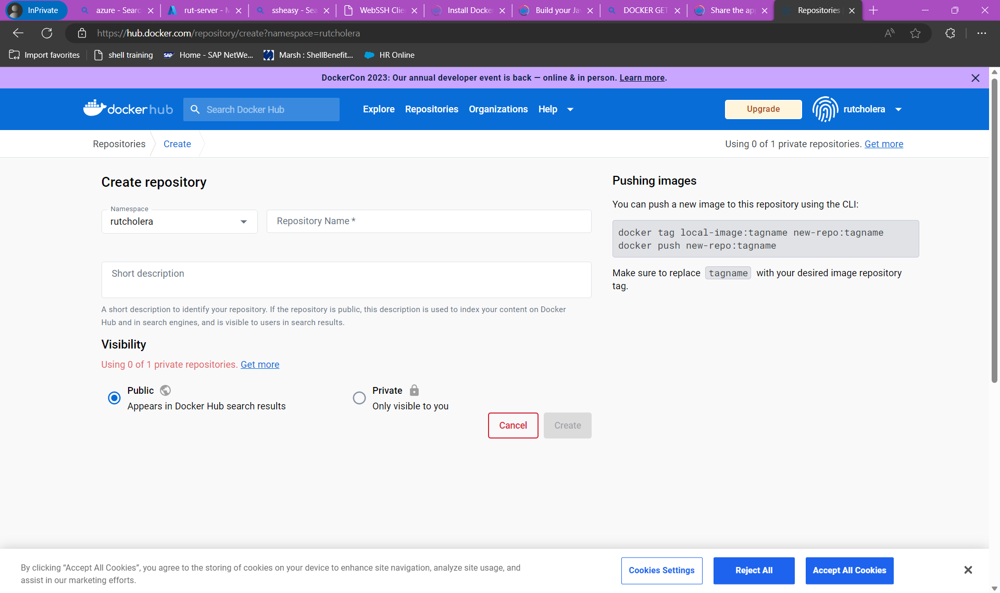 InPrivate
azure - Searc
rut-server - M
ssheasy - Sea
WebSSH Clie
Install Docke
Build your Ja
DOCKER GET
Share the ap
Repositories
https://hub.docker.com/repository/create?namespace=rutcholera
Import favorites
shell training
SAP
Home - SAP NetWe...
Marsh : ShellBenefit...
HR Online
DockerCon 2023: Our annual developer event is back — online & in person. Learn more.
docker hub
Search Docker Hub
Explore
Repositories
Organizations
Help
Upgrade
rutcholera
Repositories
Create
Using 0 of 1 private repositories. Get more
Create repository
Namespace
rutcholera
Repository Name *
Short description
A short description to identify your repository. If the repository is public, this description is used to index your content on Docker
Hub and in search engines, and is visible to users in search results.
Visibility
Using 0 of 1 private repositories. Get more
Public
Appears in Docker Hub search results
Private
Only visible to you
Cancel
Create
Pushing images
You can push a new image to this repository using the CLI:
docker tag local-image:tagname new-repo:tagname
docker push new-repo:tagname
Make sure to replace tagname with your desired image repository
tag.
By clicking “Accept All Cookies”, you agree to the storing of cookies on your device to enhance site navigation, analyze site usage, and
assist in our marketing efforts.
Cookies Settings
Reject All
Accept All Cookies